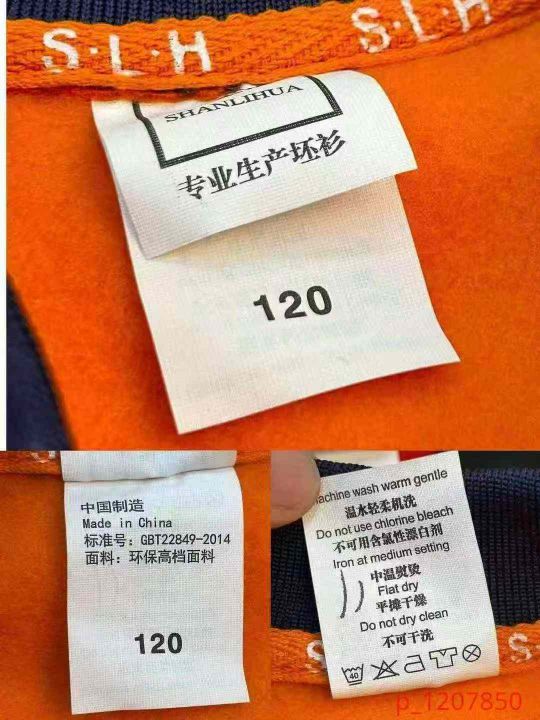 S·L·H
S·L·H
SHANLIHUA
专业生产坯衫
120
中国制造
Made in China
标准号: GBT22849-2014
面料: 环保高档面料
120
achine wash warm gentle
温水轻柔机洗
Do not use chlorine bleach
不可用含氯性漂白剂
Iron at medium setting
中温熨烫
Flat dry
平摊干燥
Do not dry clean
不可干洗
40
S
S·
p_1207850